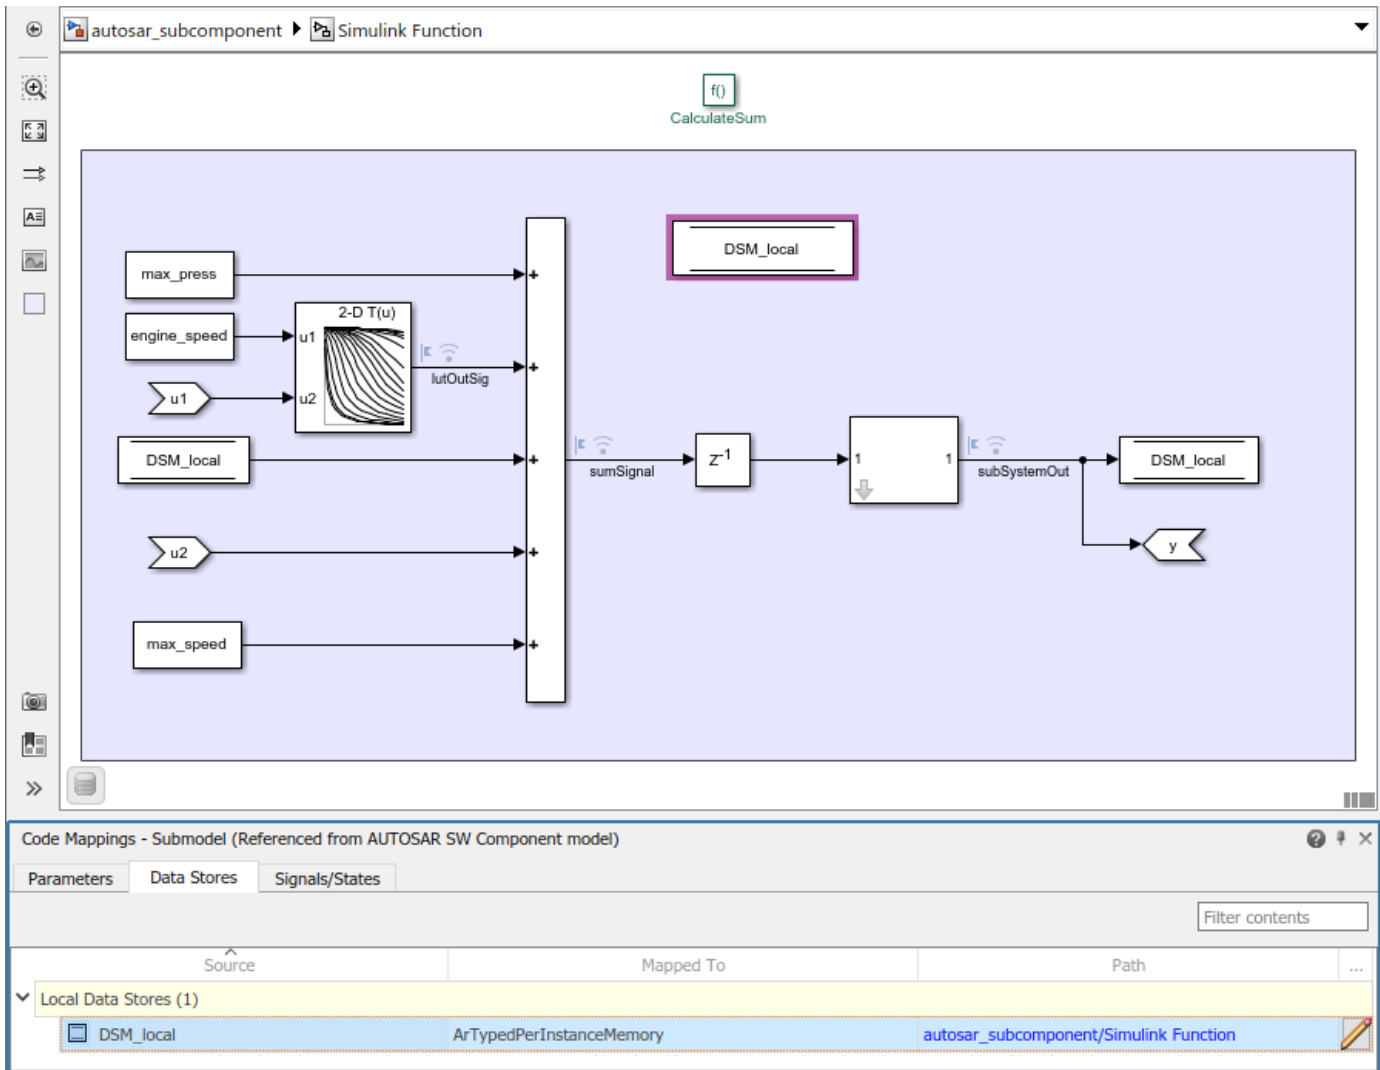 autosar_subcomponent Simulink Function
f()
CalculateSum
DSM_local
max_press
+
2-D T(u)
engine_speed
u1
u1
u2
lutOutSig
+
DSM_local
+
sumSignal
Z-1
1 1
subSystemOut
DSM_local
u2
+
y
max_speed
+
Code Mappings - Submodel (Referenced from AUTOSAR SW Component model)
Parameters Data Stores Signals/States
Filter contents
Source Mapped To Path ...
Local Data Stores (1)
DSM_local ArTypedPerInstanceMemory autosar_subcomponent/Simulink Function